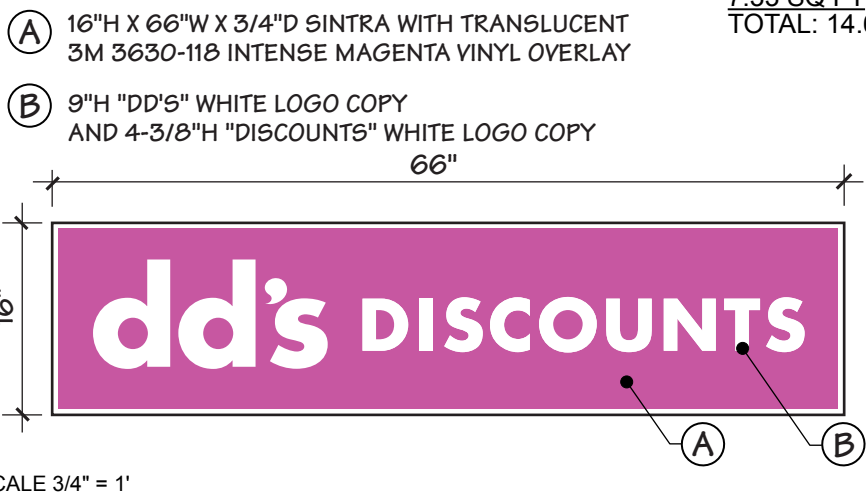 A 16"H X 66"W X 3/4"D SINTRA WITH TRANSLUCENT
3M 3630-118 INTENSE MAGENTA VINYL OVERLAY
TOTAL: 14.
B 9"H "DD'S" WHITE LOGO COPY
AND 4-3/8"H "DISCOUNTS" WHITE LOGO COPY
66"
16"
dd's DISCOUNTS
A
B
SCALE 3/4" = 1'